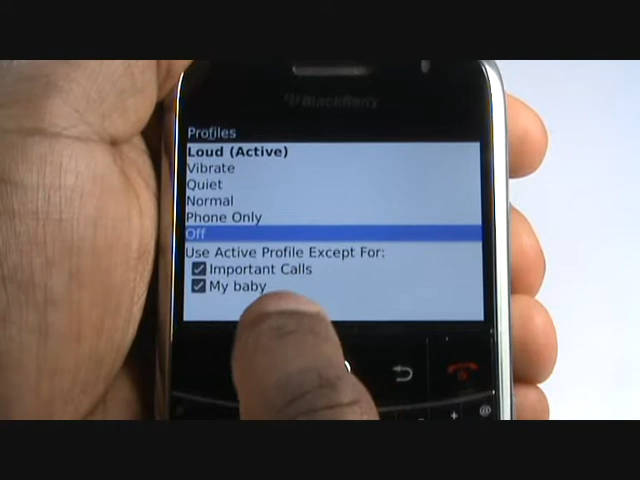 BlackBerry
Profiles
Loud (Active)
Vibrate
Quiet
Normal
Phone Only
Off
Use Active Profile Except For:
Important Calls
My baby
+ @